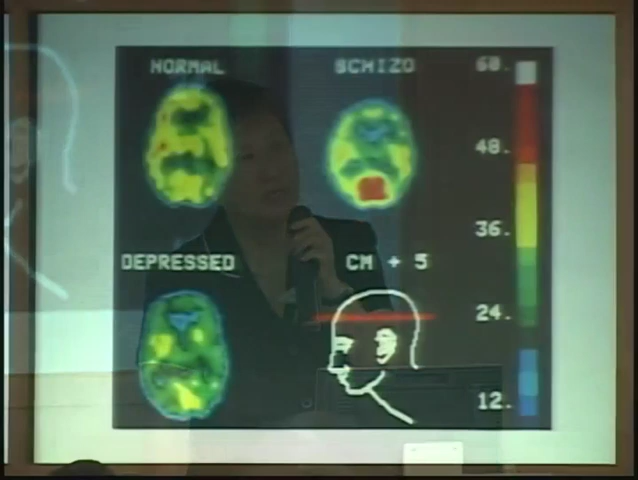 NORMAL
SCHIZO
60.
48.
36.
DEPRESSED
CM + 5
24.
12.